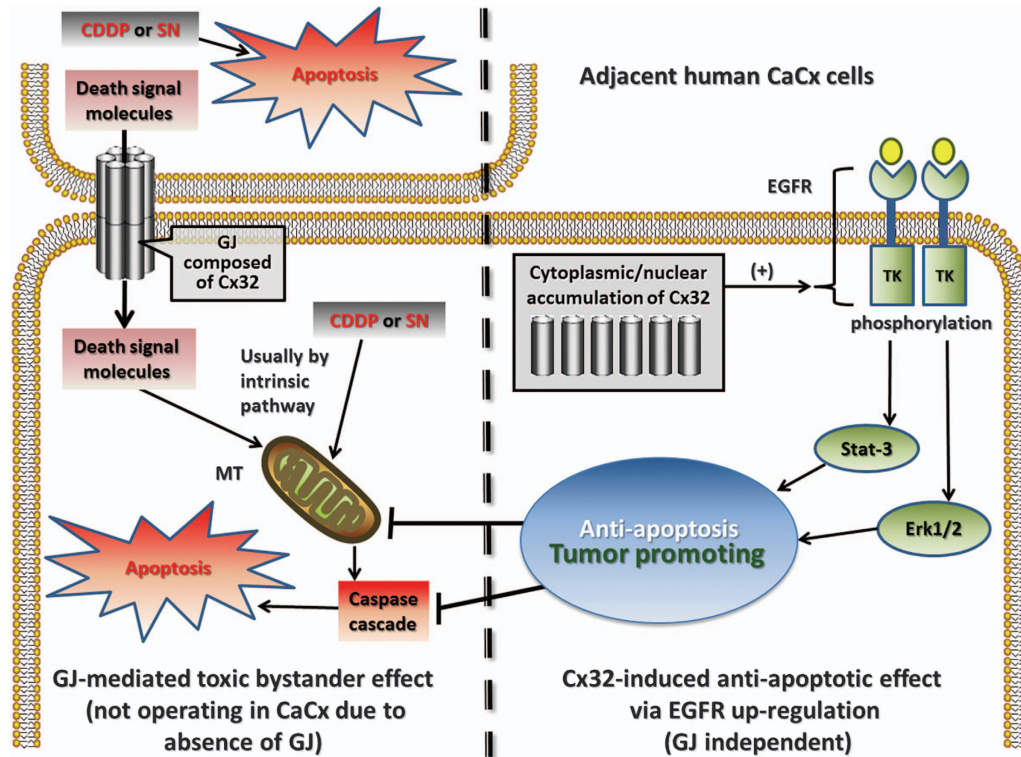 CDDP or SN
Apoptosis
Death signal
molecules
GJ
composed
of Cx32
Death signal
molecules
CDDP or SN
Usually by
intrinsic
pathway
MT
Apoptosis
Caspase
cascade
GJ-mediated toxic bystander effect
(not operating in CaCx due to
absence of GJ)
Adjacent human CaCx cells
EGFR
Cytoplasmic/nuclear
accumulation of Cx32
(+)
TK
TK
phosphorylation
Stat-3
Erk1/2
Anti-apoptosis
Tumor promoting
Cx32-induced anti-apoptotic effect
via EGFR up-regulation
(GJ independent)